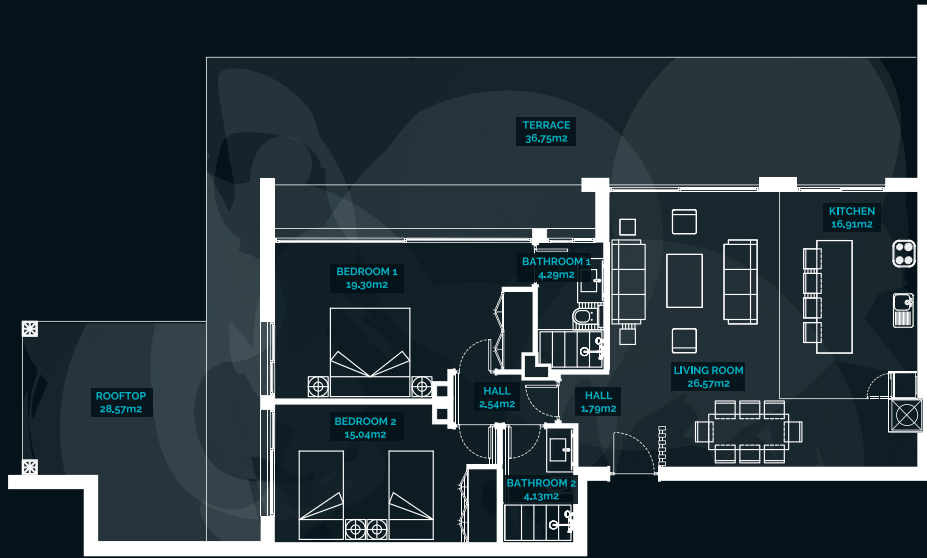 TERRACE
36.75m2
KITCHEN
16.91m2
BEDROOM 1
19.30m2
BATHROOM 1
4.29m2
LIVING ROOM
26.57m2
ROOFTOP
28.57m2
HALL
2.54m2
HALL
1.79m2
BEDROOM 2
15.04m2
BATHROOM 2
4.13m2